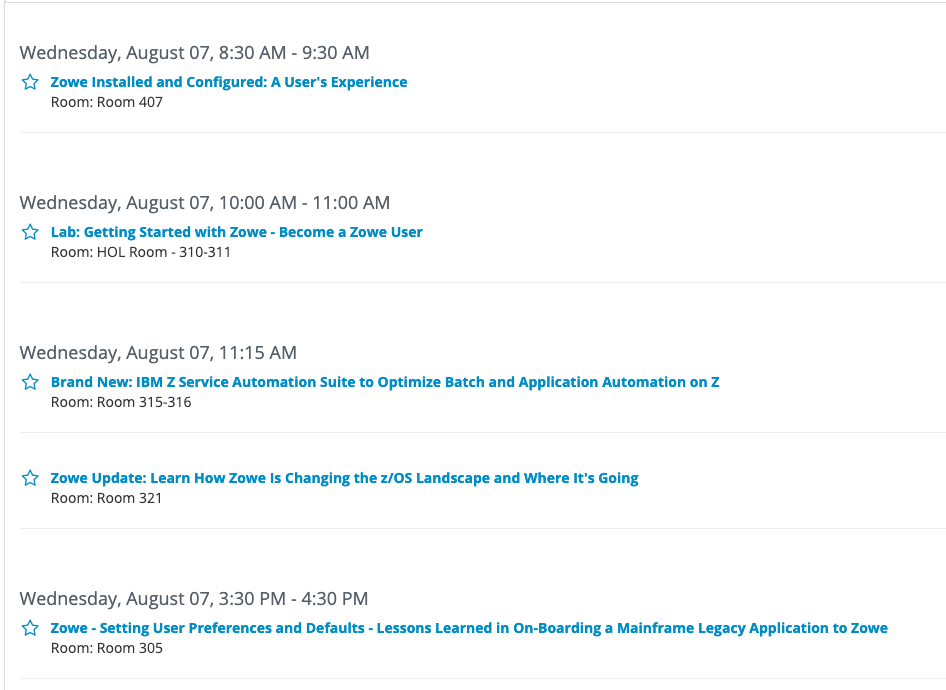 Wednesday, August 07, 8:30 AM - 9:30 AM
Zowe Installed and Configured: A User's Experience
Room: Room 407
Wednesday, August 07, 10:00 AM - 11:00 AM
Lab: Getting Started with Zowe - Become a Zowe User
Room: HOL Room - 310-311
Wednesday, August 07, 11:15 AM
Brand New: IBM Z Service Automation Suite to Optimize Batch and Application Automation on Z
Room: Room 315-316
Zowe Update: Learn How Zowe Is Changing the z/OS Landscape and Where It's Going
Room: Room 321
Wednesday, August 07, 3:30 PM - 4:30 PM
Zowe - Setting User Preferences and Defaults - Lessons Learned in On-Boarding a Mainframe Legacy Application to Zowe
Room: Room 305